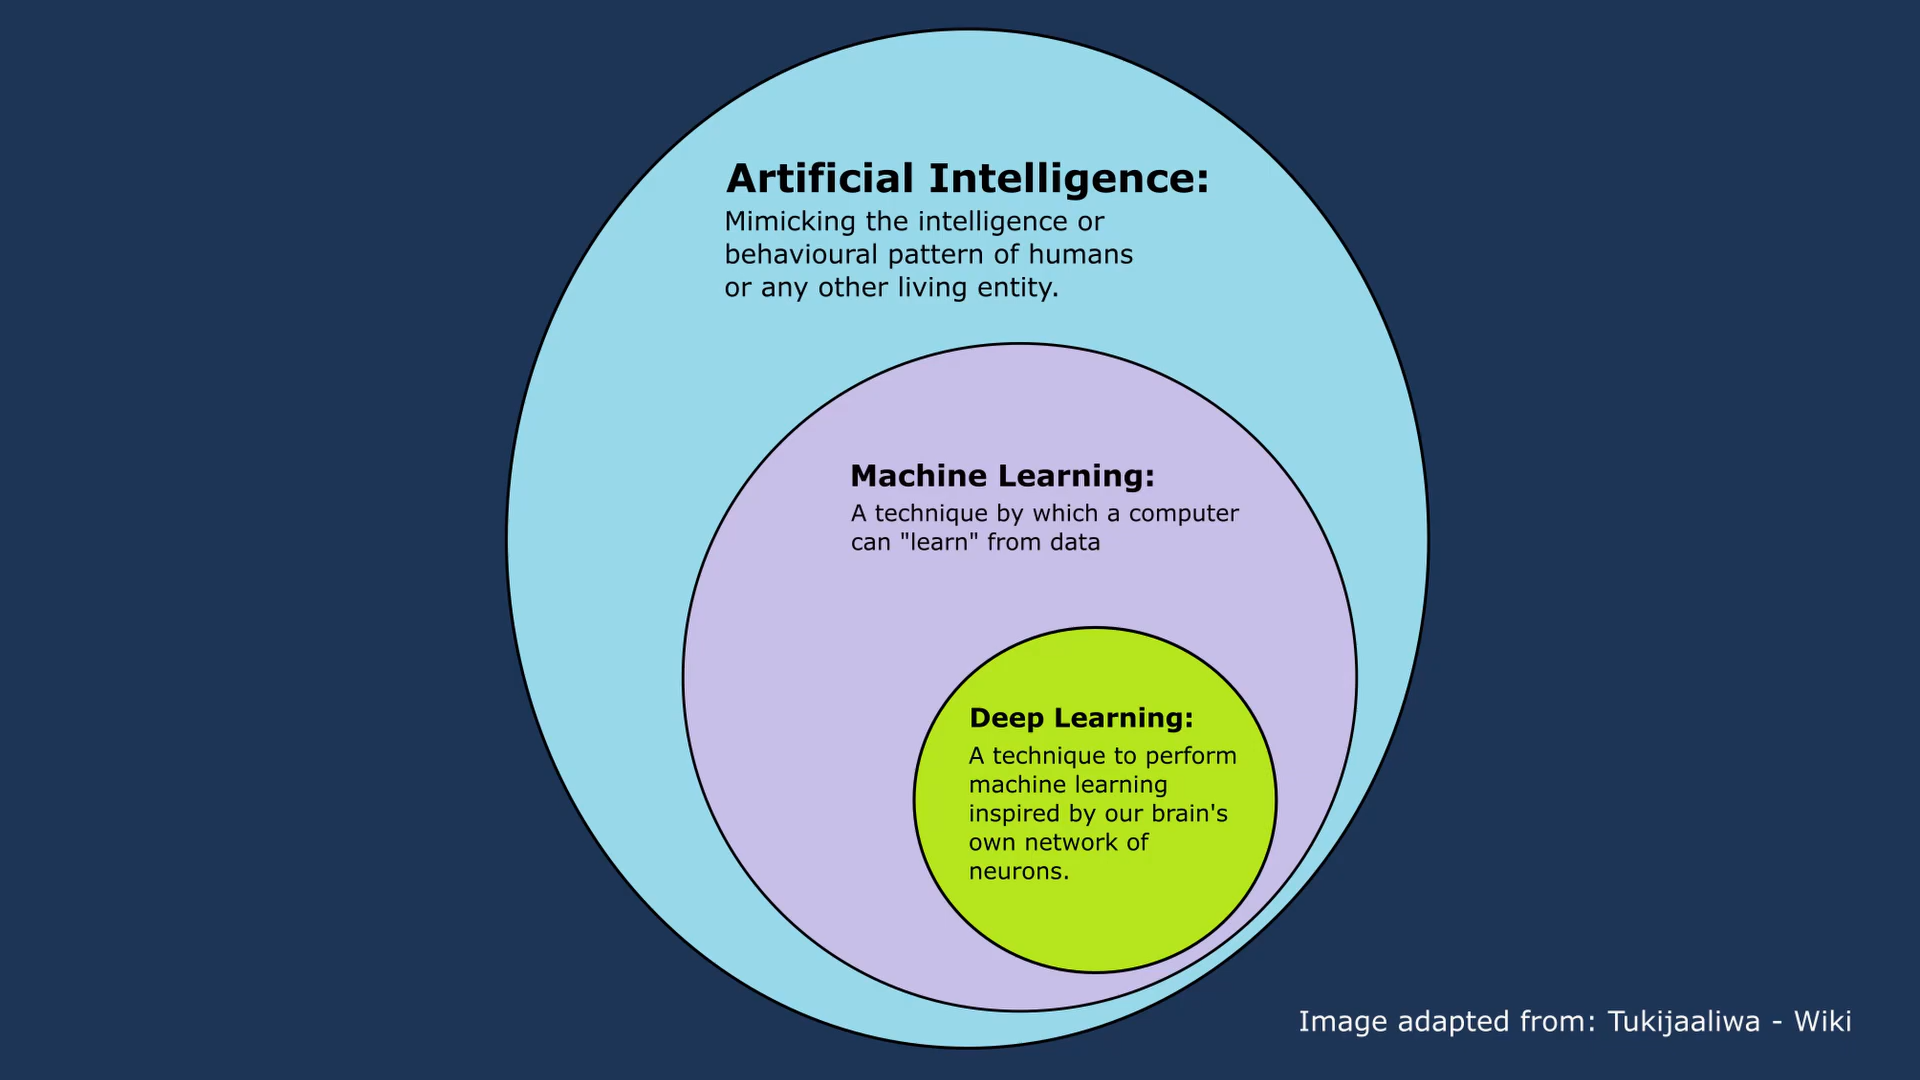 Artificial Intelligence:
Mimicking the intelligence or
behavioural pattern of humans
or any other living entity.
Machine Learning:
A technique by which a computer
can "learn" from data
Deep Learning:
A technique to perform
machine learning
inspired by our brain's
own network of
neurons.
Image adapted from: Tukijaaliwa - Wiki